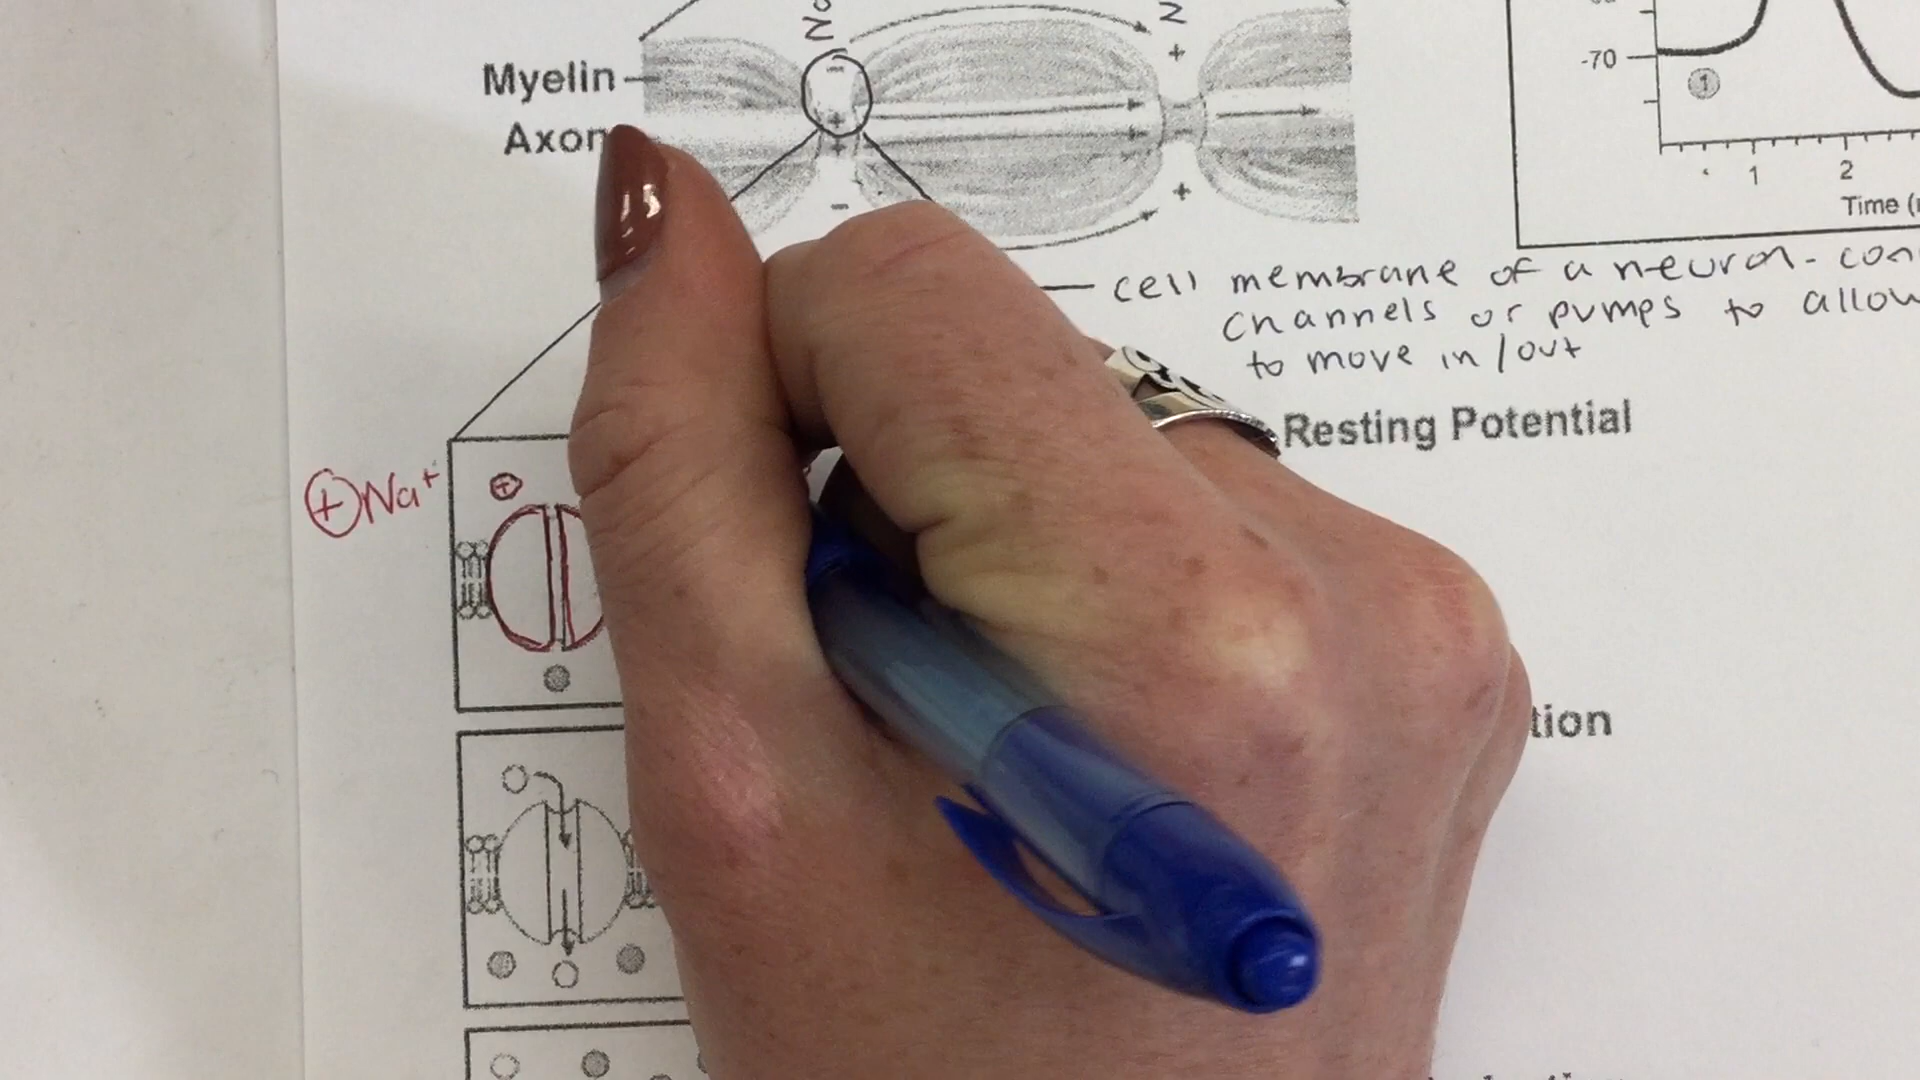 Na
N
Myelin
Axon
-70
1
1
2
Time (
cell membrane of a neuron - con
channels or pumps to allow
to move in/out
Resting Potential
+ Na+
+
tion